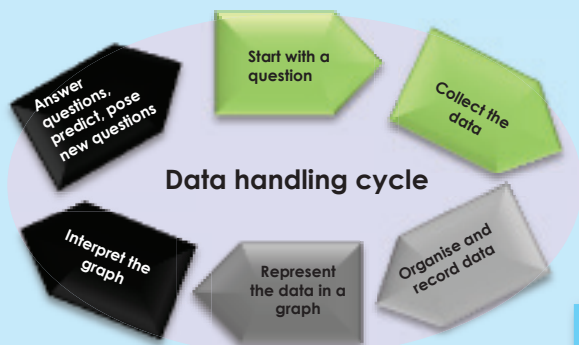 Start with a
question
Collect the
data
Organise and
record data
Represent
the data in a
graph
Interpret the
graph
Answer
questions,
predict, pose
new questions
Data handling cycle